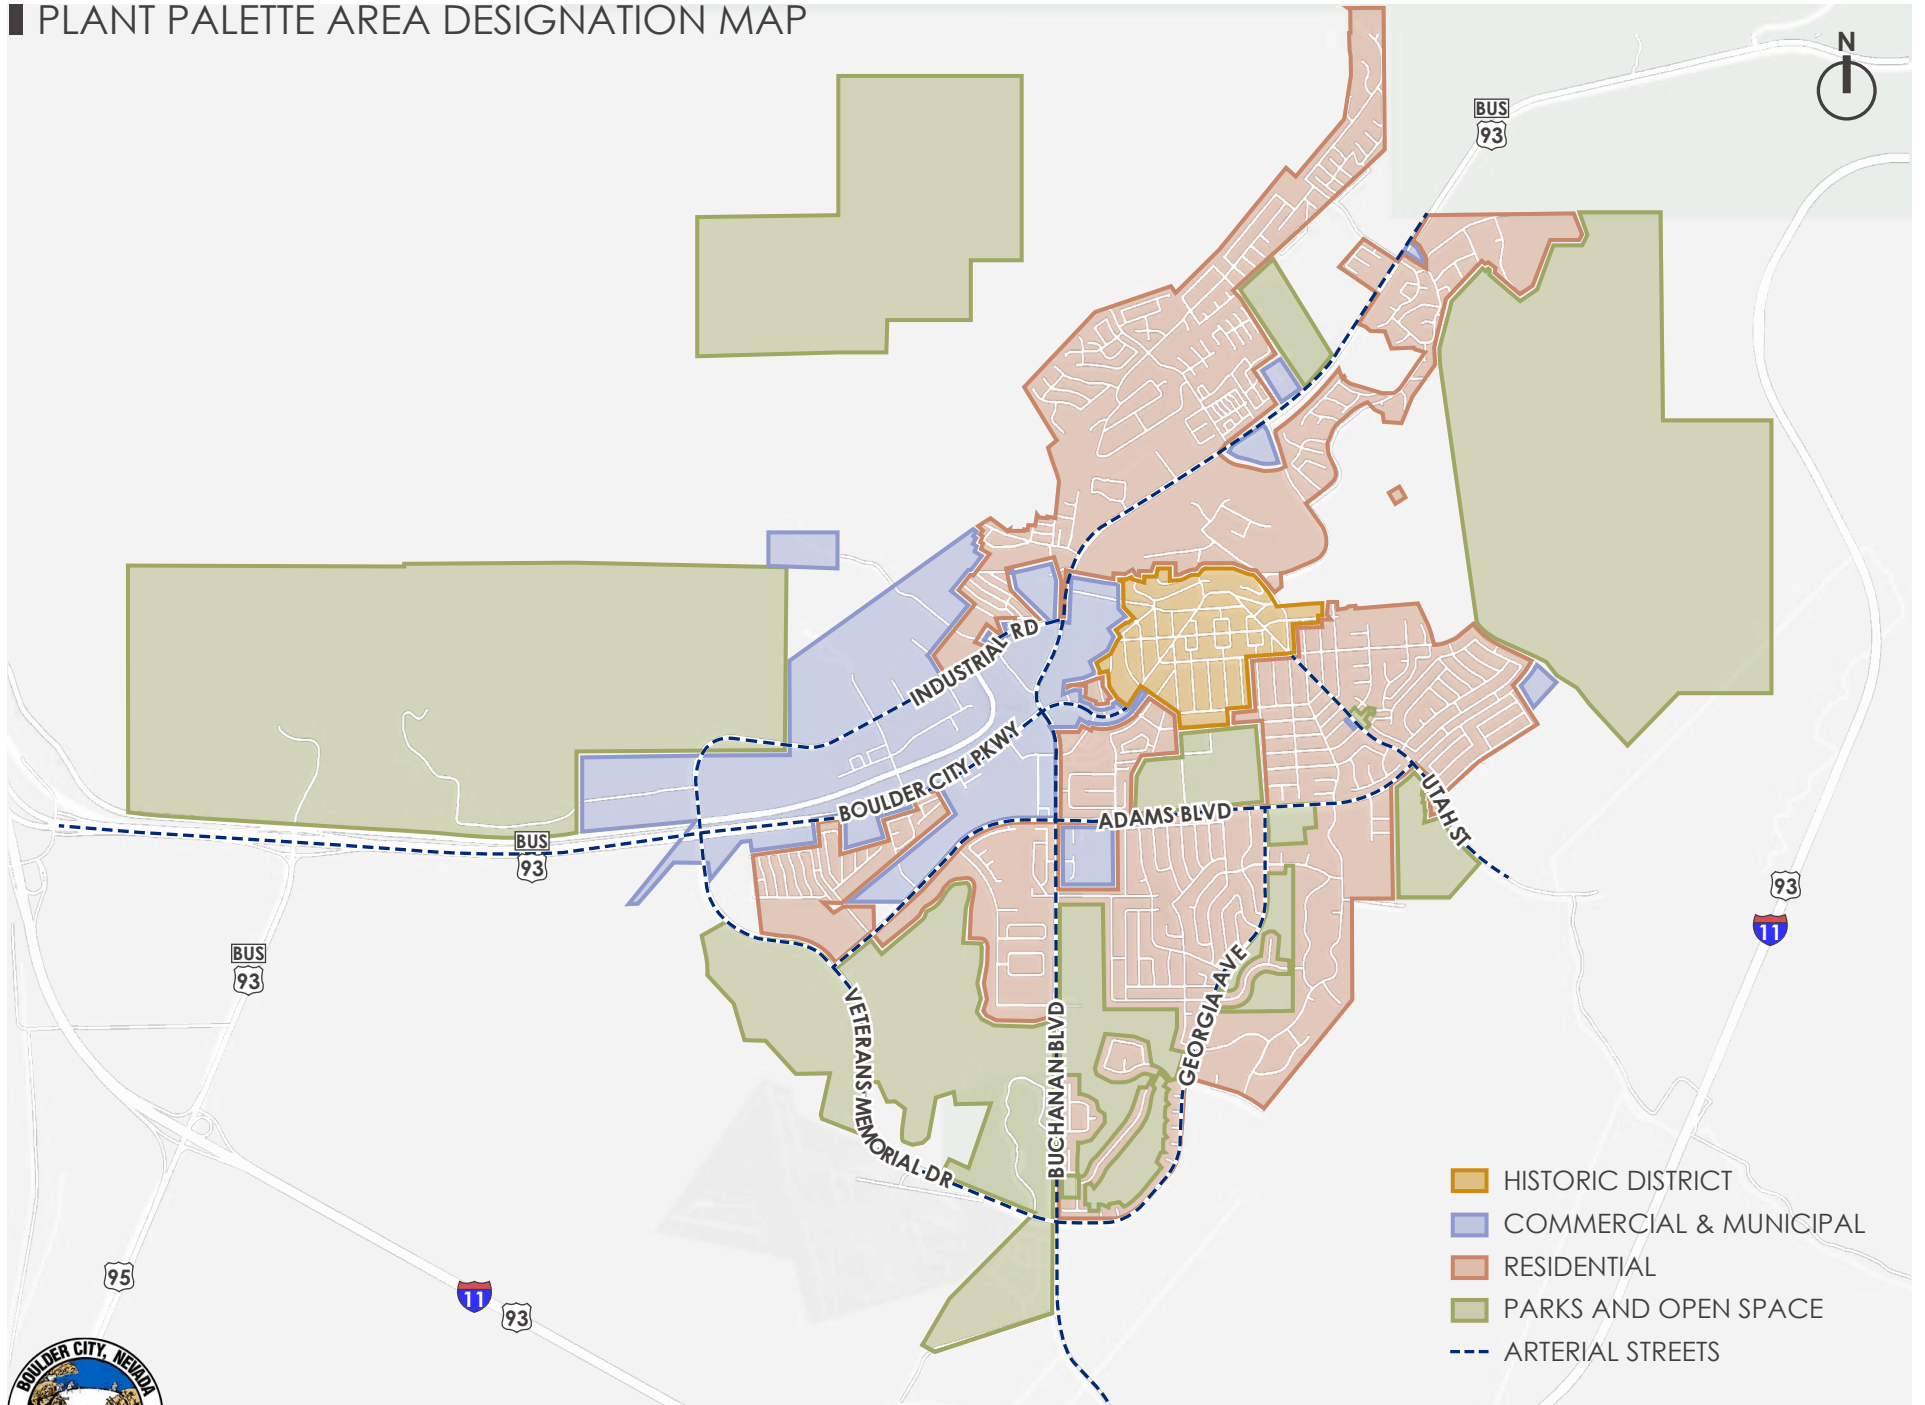 PLANT PALETTE AREA DESIGNATION MAP
N
BUS
93
INDUSTRIAL RD
BOULDER CITY PKWY
ADAMS BLVD
UTAH ST
BUS
93
93
11
BUS
93
VETERANS MEMORIAL DR
BUCHANAN BLVD
GEORGIA AVE
HISTORIC DISTRICT
COMMERCIAL & MUNICIPAL
RESIDENTIAL
PARKS AND OPEN SPACE
ARTERIAL STREETS
95
11
93
BOULDER CITY, NEVADA